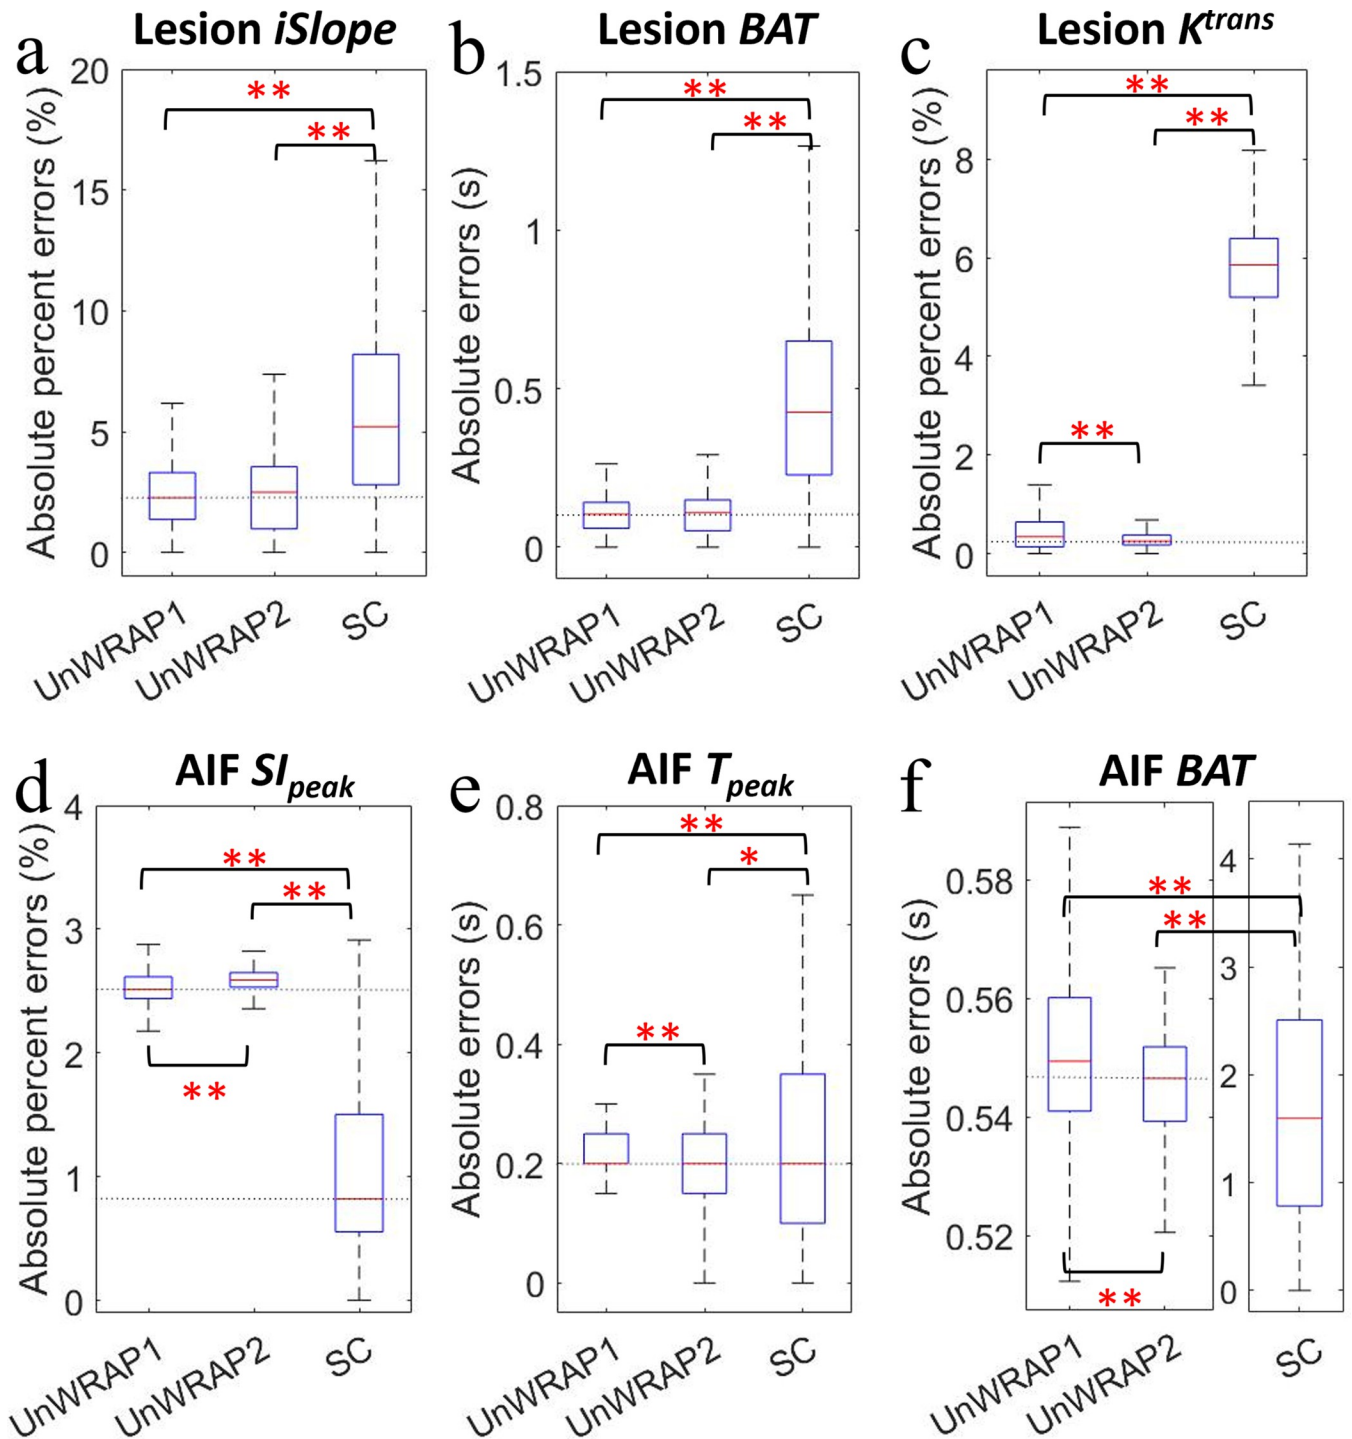 a
Lesion iSlope
Absolute percent errors (%)
20
15
10
5
0
**
**
UnWRAP1
UnWRAP2
SC
b
Lesion BAT
Absolute errors (s)
1.5
1
0.5
0
**
**
UnWRAP1
UnWRAP2
SC
c
Lesion Ktrans
Absolute percent errors (%)
8
6
4
2
0
**
**
**
UnWRAP1
UnWRAP2
SC
d
AIF SIpeak
Absolute percent errors (%)
4
3
2
1
0
**
**
**
UnWRAP1
UnWRAP2
SC
e
AIF Tpeak
Absolute errors (s)
0.8
0.6
0.4
0.2
0
**
*
**
UnWRAP1
UnWRAP2
SC
f
AIF BAT
Absolute errors (s)
0.58
0.56
0.54
0.52
4
3
2
1
0
**
**
**
UnWRAP1
UnWRAP2
SC